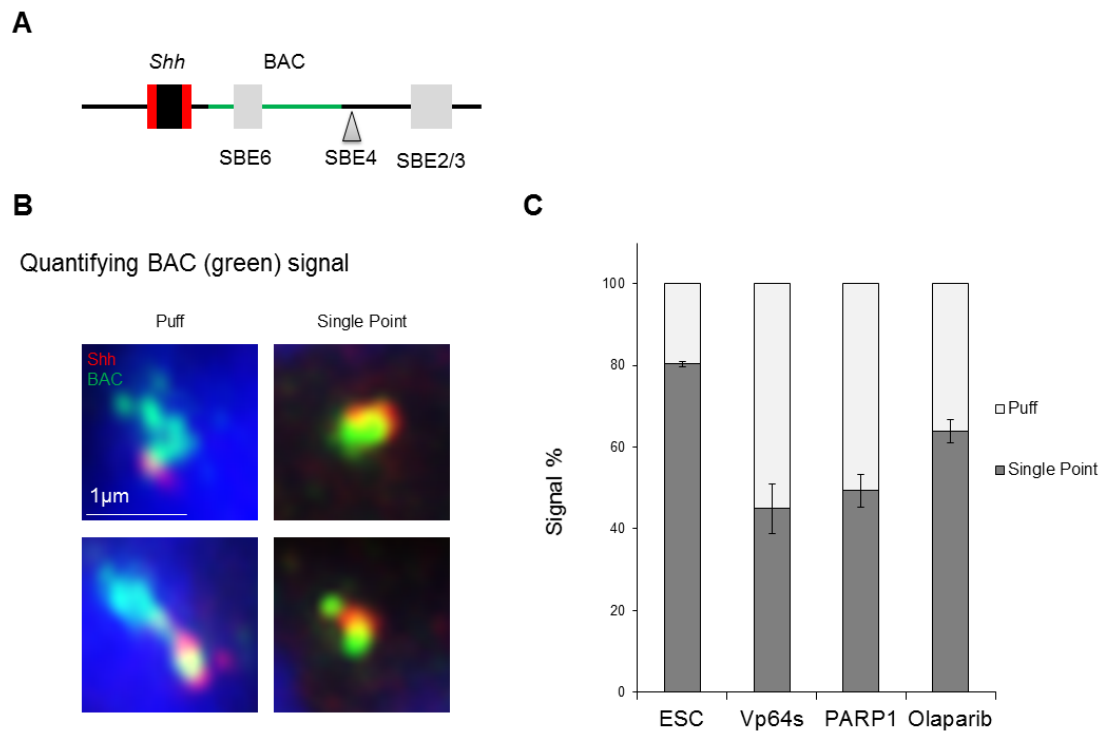 A
Shh
BAC
SBE6
SBE4
SBE2/3
B
Quantifying BAC (green) signal
Puff
Single Point
Shh
BAC
1µm
C
Signal %
100
80
60
40
20
0
ESC
Vp64s
PARP1
Olaparib
Puff
Single Point